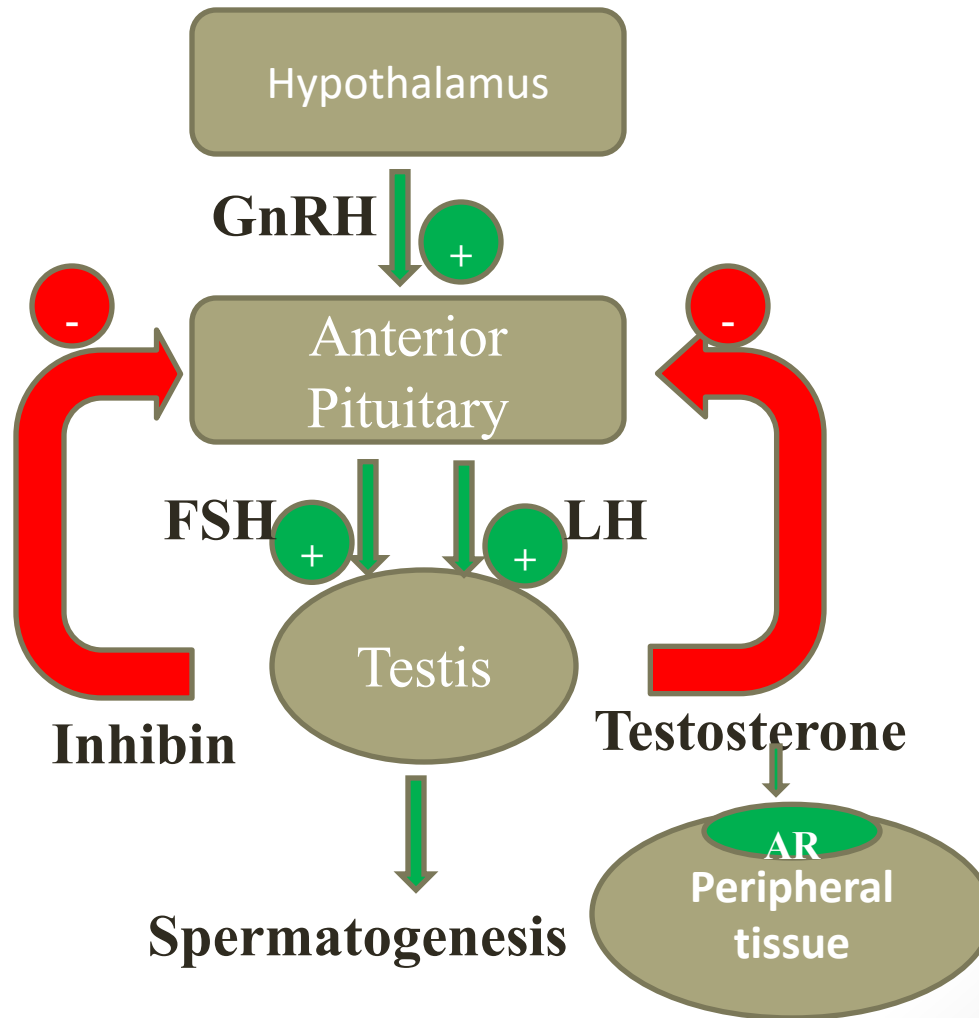 Hypothalamus
GnRH
+
-
-
Anterior
Pituitary
FSH
+
+
LH
Testis
Inhibin
Testosterone
AR
Peripheral
tissue
Spermatogenesis